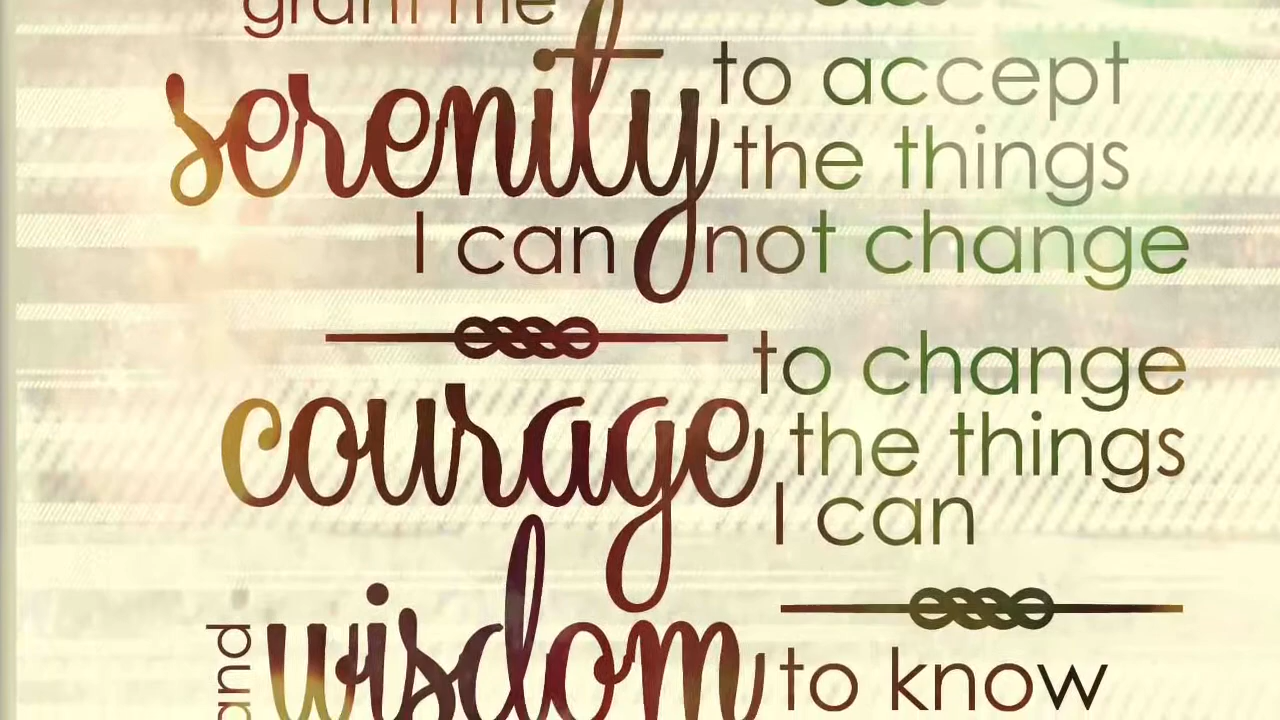 grant me
serenity to accept
the things
I can not change
courage to change
the things
I can
and wisdom to know